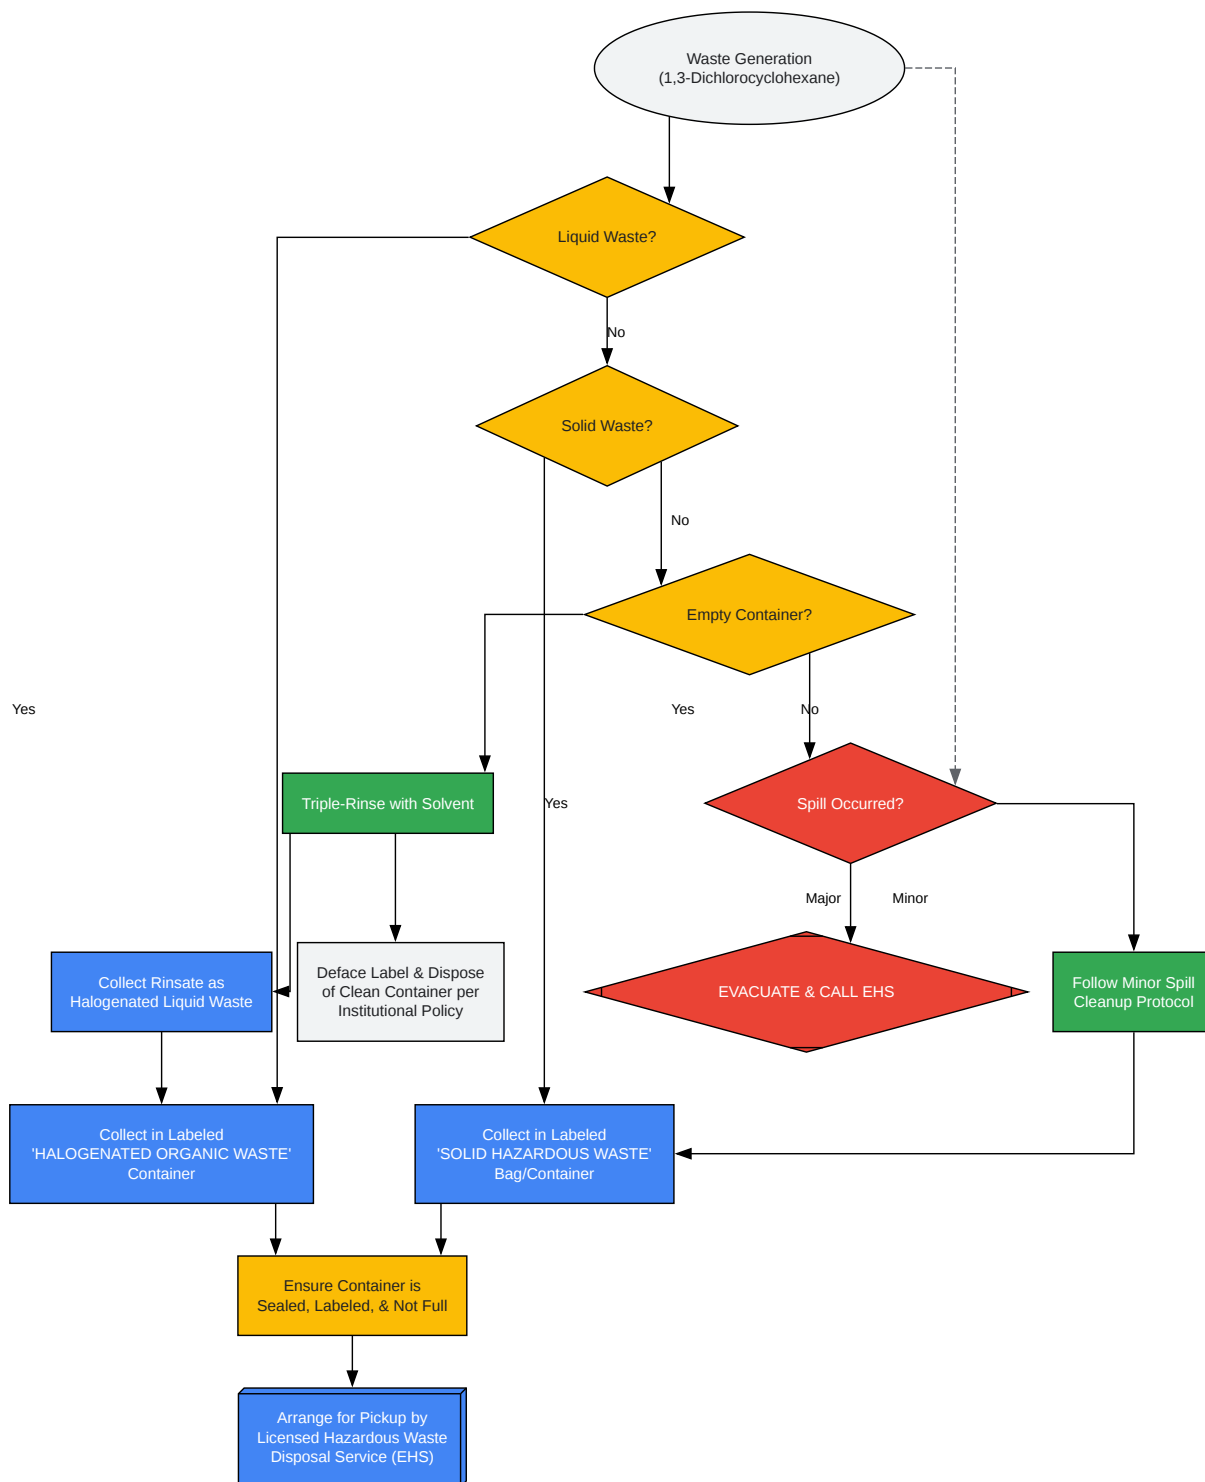 Waste Generation
(1,3-Dichlorocyclohexane)
Liquid Waste?
No
Solid Waste?
No
Empty Container?
Yes
Yes
No
Triple-Rinse with Solvent
Yes
Spill Occurred?
Major
Minor
Collect Rinsate as
Halogenated Liquid Waste
Deface Label & Dispose
of Clean Container per
Institutional Policy
EVACUATE & CALL EHS
Follow Minor Spill
Cleanup Protocol
Collect in Labeled
'HALOGENATED ORGANIC WASTE'
Container
Collect in Labeled
'SOLID HAZARDOUS WASTE'
Bag/Container
Ensure Container is
Sealed, Labeled, & Not Full
Arrange for Pickup by
Licensed Hazardous Waste
Disposal Service (EHS)